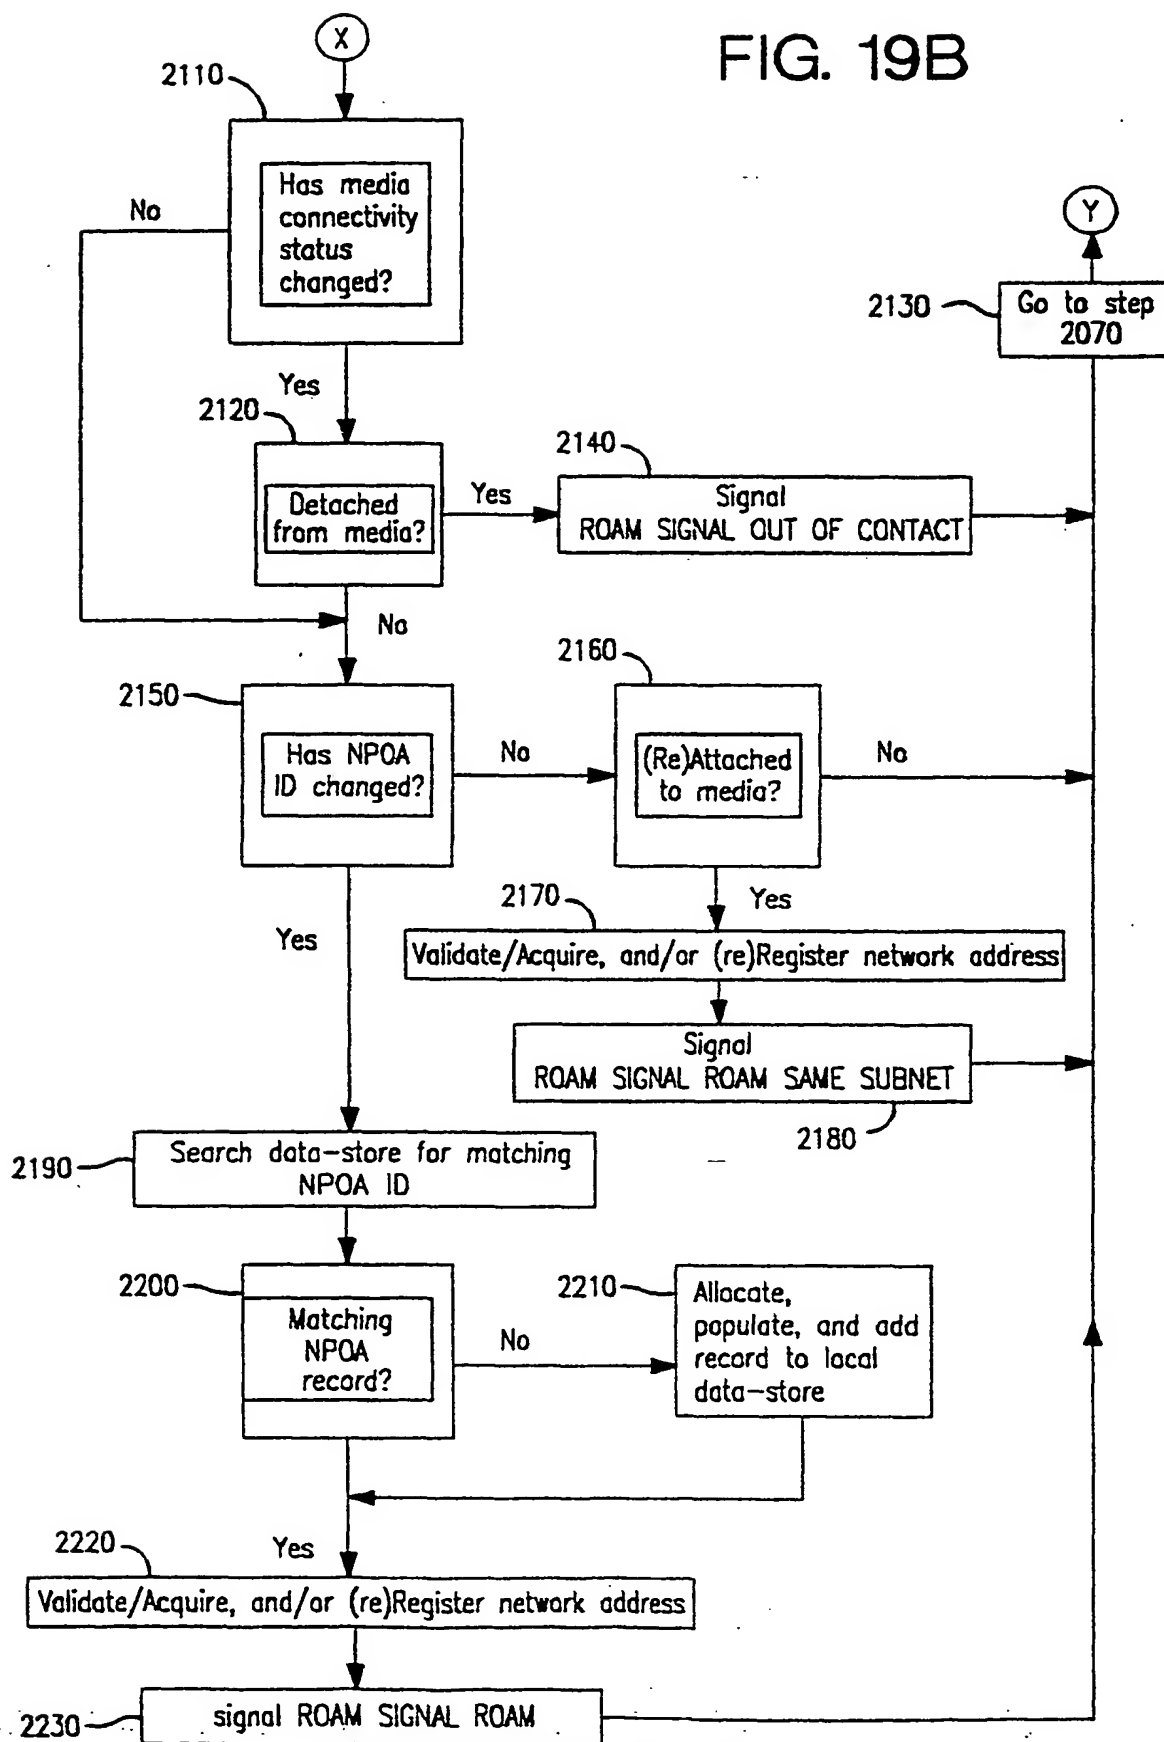 X
FIG. 19B
2110
Has media
connectivity
status
changed?
No
Y
2130
Go to step
2070
Yes
2120
Detached
from media?
Yes
2140
Signal
ROAM SIGNAL OUT OF CONTACT
No
2150
Has NPOA
ID changed?
No
2160
(Re)Attached
to media?
No
Yes
2170
Yes
Validate/Acquire, and/or (re)Register network address
Signal
ROAM SIGNAL ROAM SAME SUBNET
2180
2190
Search data-store for matching
NPOA ID
2200
Matching
NPOA
record?
No
2210
Allocate,
populate, and add
record to local
data-store
Yes
2220
Validate/Acquire, and/or (re)Register network address
2230
signal ROAM SIGNAL ROAM